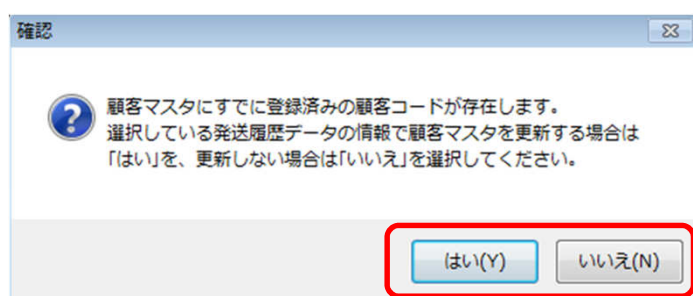 確認
顧客マスタにすでに登録済みの顧客コードが存在します。
選択している発送履歴データの情報で顧客マスタを更新する場合は
「はい」を、更新しない場合は「いいえ」を選択してください。
はい(Y)
いいえ(N)